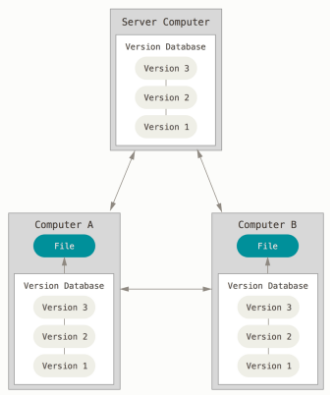 Server Computer
Version Database
Version 3
Version 2
Version 1
Computer A
File
Version Database
Version 3
Version 2
Version 1
Computer B
File
Version Database
Version 3
Version 2
Version 1